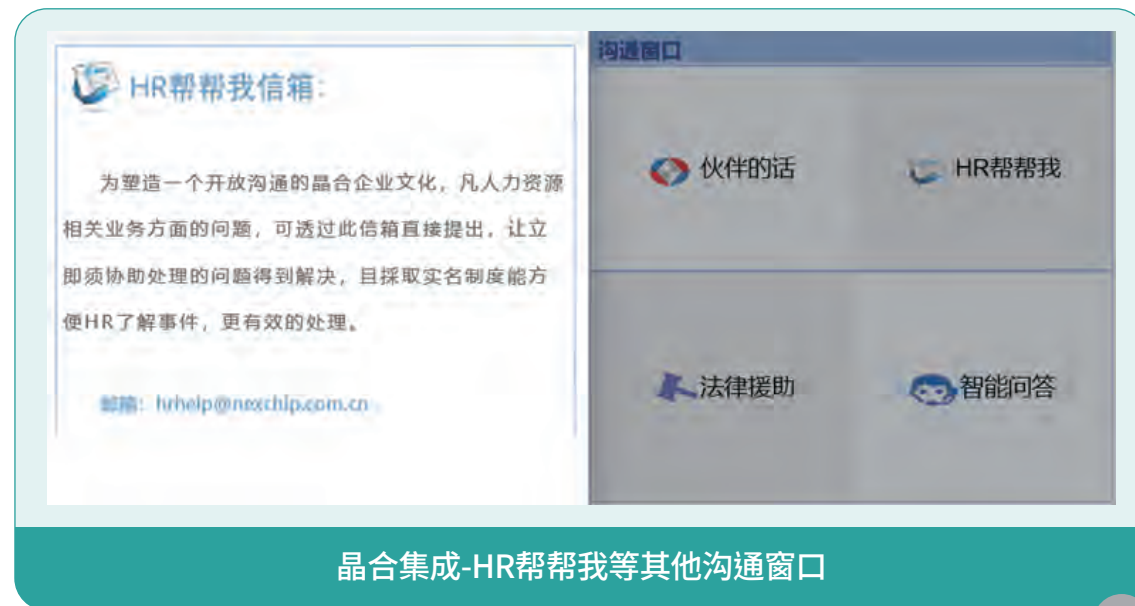 HR帮帮我信箱:
为塑造一个开放沟通的晶合企业文化, 凡人力资源
相关业务方面的问题, 可透过此信箱直接提出, 让立
即须协助处理的问题得到解决, 且採取实名制度能方
便HR了解事件, 更有效的处理。
邮箱: hrhelp@nexchip.com.cn
沟通窗口
伙伴的话
HR帮帮我
法律援助
智能问答
晶合集成-HR帮帮我等其他沟通窗口